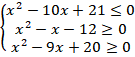 x² − 10x + 21 ≤ 0
x² − x − 12 ≥ 0
x² − 9x + 20 ≥ 0